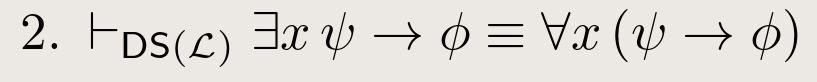 2. ⊢_{DS(ℒ)} ∃x ψ → ϕ ≡ ∀x (ψ → ϕ)